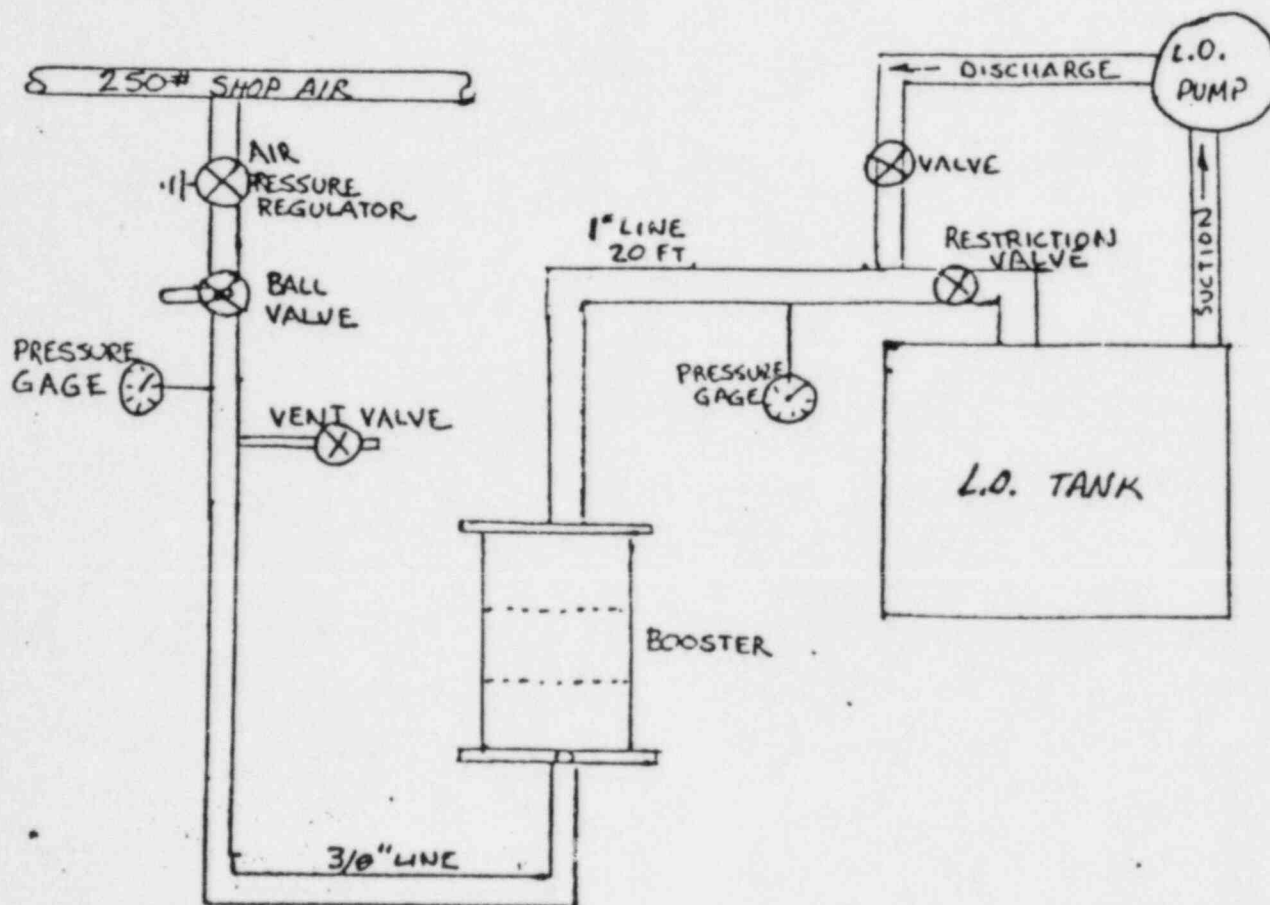 250# SHOP AIR
AIR
PRESSURE
REGULATOR
BALL
VALVE
PRESSURE
GAGE
VENT VALVE
3/8" LINE
BOOSTER
1" LINE
20 FT
PRESSURE
GAGE
DISCHARGE
VALVE
RESTRICTION
VALVE
L.O.
PUMP
SUCTION
L.O. TANK